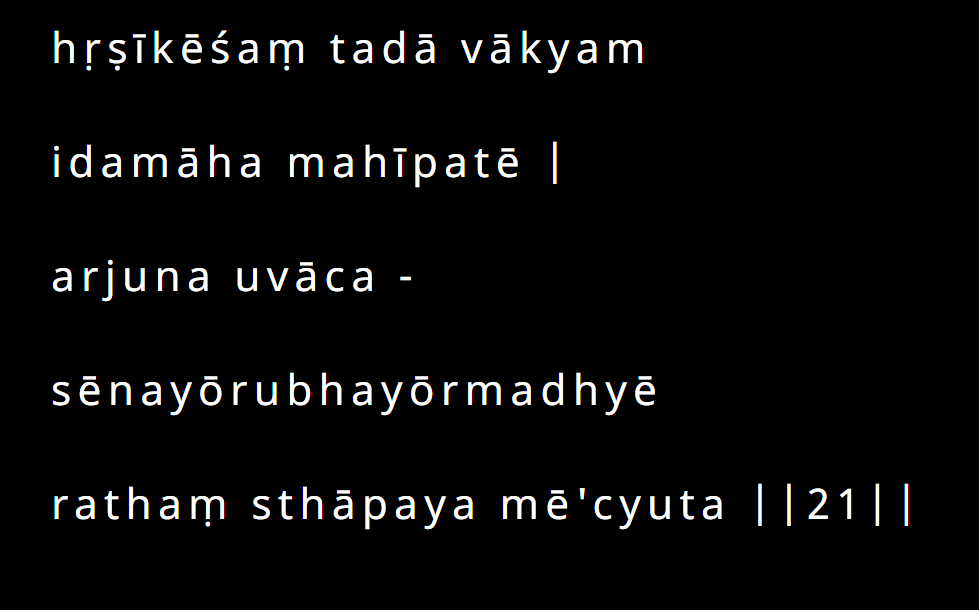 hṛṣīkēśaṃ tadā vākyam
idamāha mahīpatē |
arjuna uvāca -
sēnayōrubhayōrmadhyē
rathaṃ sthāpaya mē'cyuta ||21||